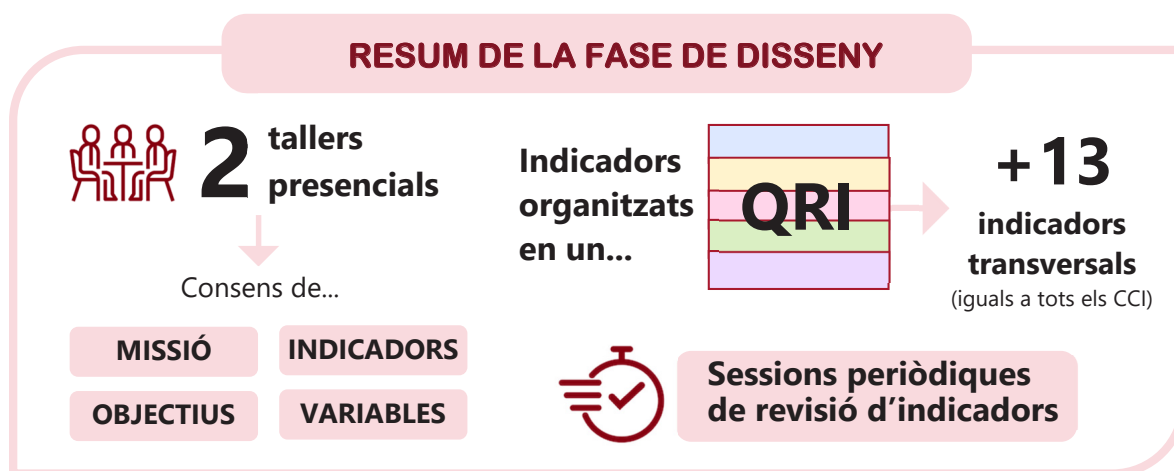 RESUM DE LA FASE DE DISSENY
2 tallers
presencials
Consens de...
MISSIÓ
INDICADORS
OBJECTIUS
VARIABLES
Indicadors
organitzats
en un...
QRI
+13
indicadors
transversals
(iguals a tots els CCI)
Sessions periòdiques
de revisió d’indicadors